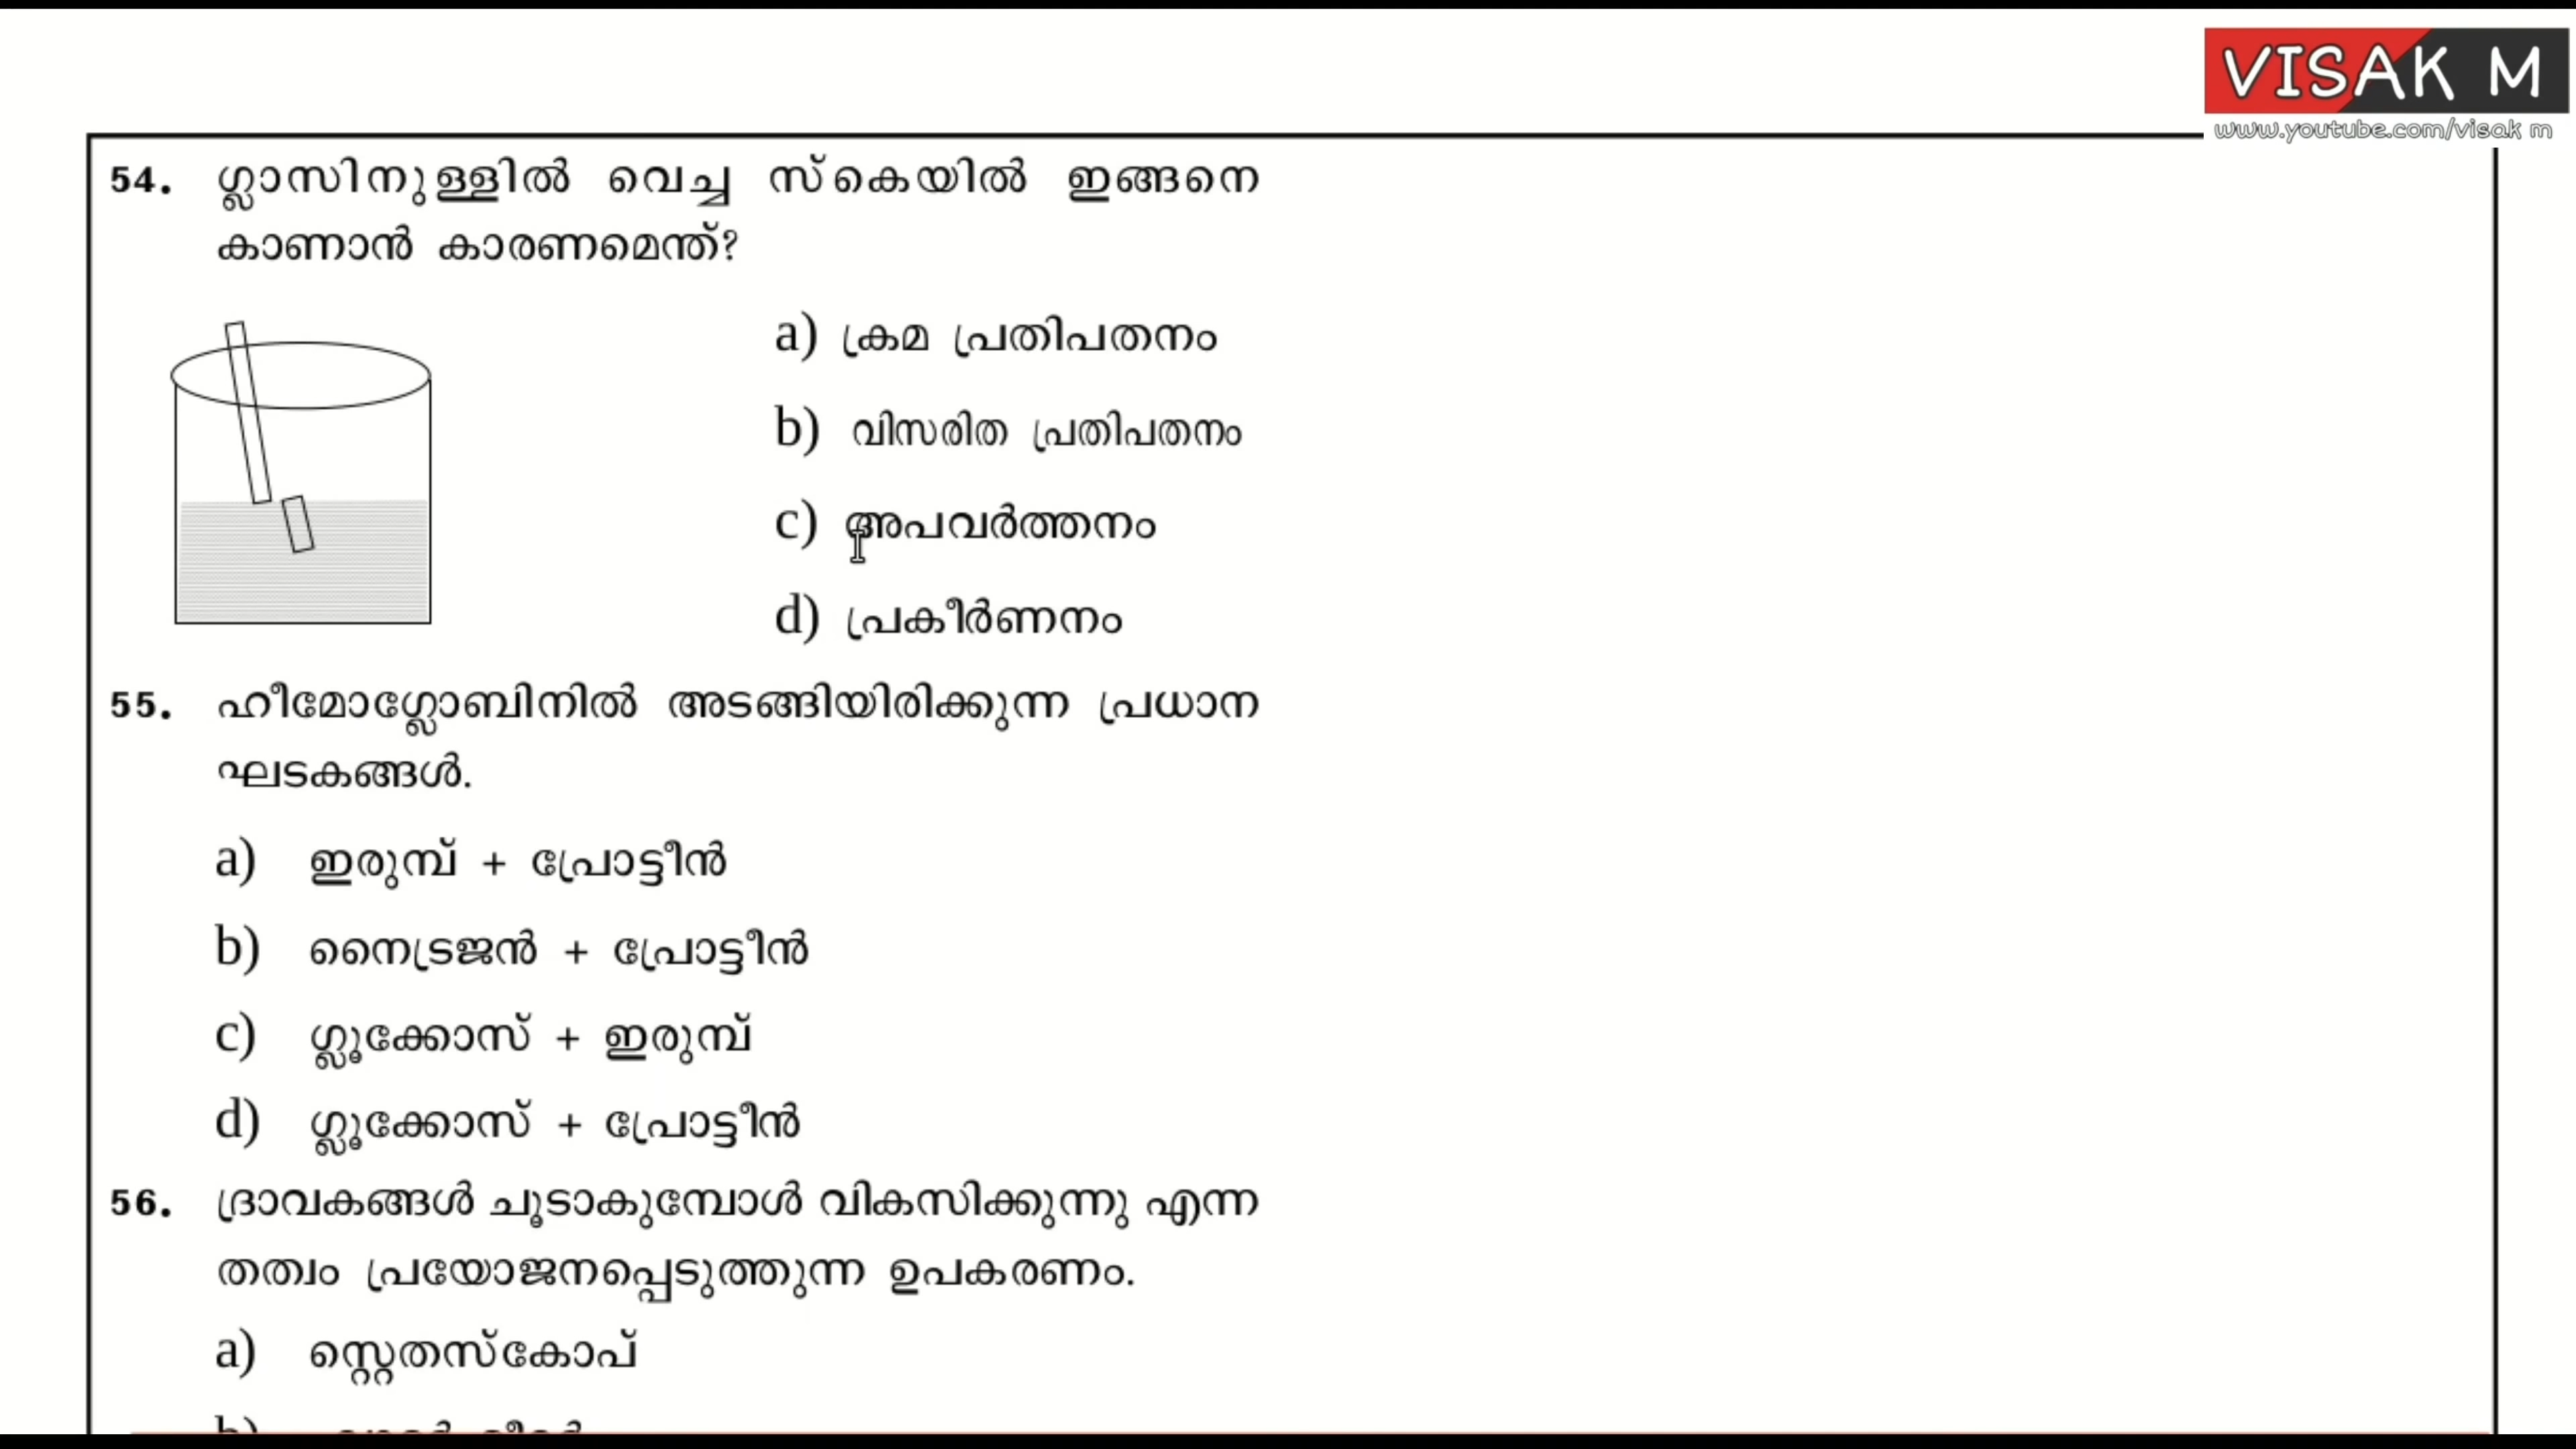 VISAK M
www.youtube.com/visak m
54. ഗ്ലാസിനുള്ളിൽ വെച്ച സ്കെയിൽ ഇങ്ങനെ
കാണാൻ കാരണമെന്ത്?
a) ക്രമ പ്രതിപതനം
b) വിസരിത പ്രതിപതനം
c) അപവർത്തനം
d) പ്രകീർണനം
55. ഹീമോഗ്ലോബിനിൽ അടങ്ങിയിരിക്കുന്ന പ്രധാന
ഘടകങ്ങൾ.
a) ഇരുമ്പ് + പ്രോട്ടീൻ
b) നൈട്രജൻ + പ്രോട്ടീൻ
c) ഗ്ലൂക്കോസ് + ഇരുമ്പ്
d) ഗ്ലൂക്കോസ് + പ്രോട്ടീൻ
56. ദ്രാവകങ്ങൾ ചൂടാകുമ്പോൾ വികസിക്കുന്നു എന്ന
തത്വം പ്രയോജനപ്പെടുത്തുന്ന ഉപകരണം.
a) സ്റ്റെതസ്കോപ്